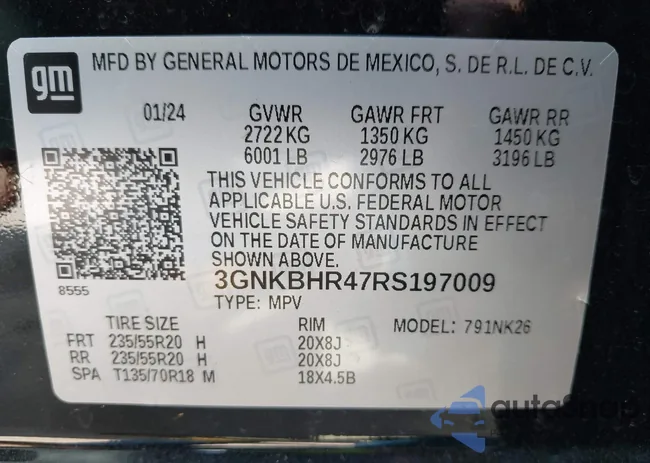 gm
MFD BY GENERAL MOTORS DE MEXICO, S. DE R.L. DE C.V.
01/24 GVWR GAWR FRT GAWR RR
2722 KG 1350 KG 1450 KG
6001 LB 2976 LB 3196 LB
THIS VEHICLE CONFORMS TO ALL
APPLICABLE U.S. FEDERAL MOTOR
VEHICLE SAFETY STANDARDS IN EFFECT
ON THE DATE OF MANUFACTURE
SHOWN ABOVE.
8555 3GNKBHR47RS197009
TYPE: MPV
TIRE SIZE RIM MODEL: 791NK26
FRT 235/55R20 H 20X8J
RR 235/55R20 H 20X8J
SPA T135/70R18 M 18X4.5B